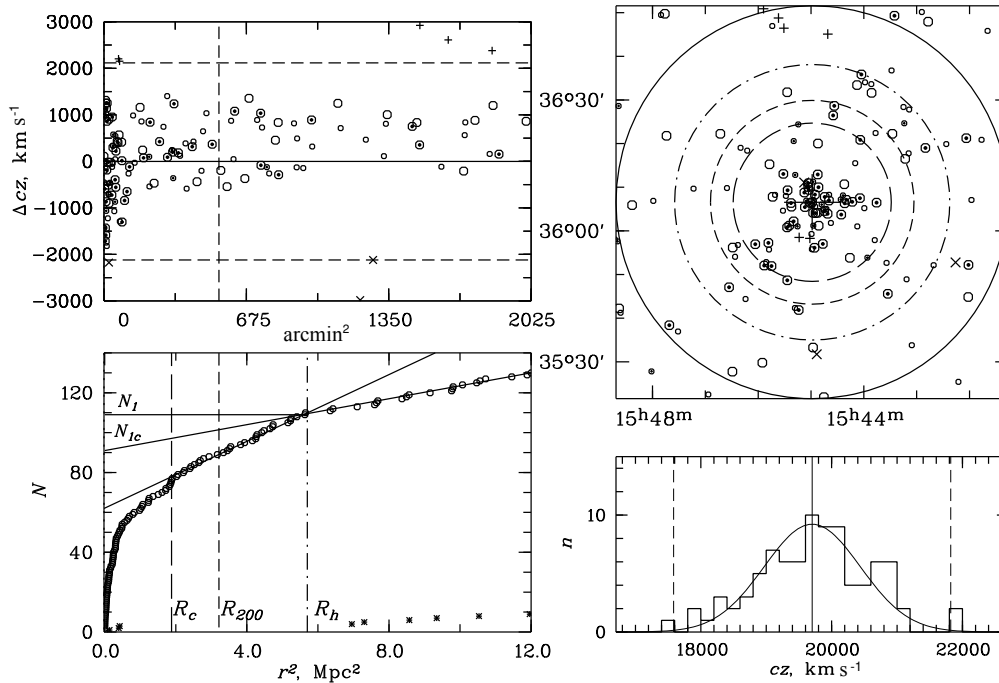 3000
2000
1000
0
−1000
−2000
−3000
Δcz, km s⁻¹
0 675 1350 2025
arcmin²
36°30′
36°00′
35°30′
15ʰ48ᵐ 15ʰ44ᵐ
120
80
40
0
N
N₁
N₁c
R_c R₂₀₀ R_h
0.0 4.0 8.0 12.0
r², Mpc²
10
0
n
18000 20000 22000
cz, km s⁻¹